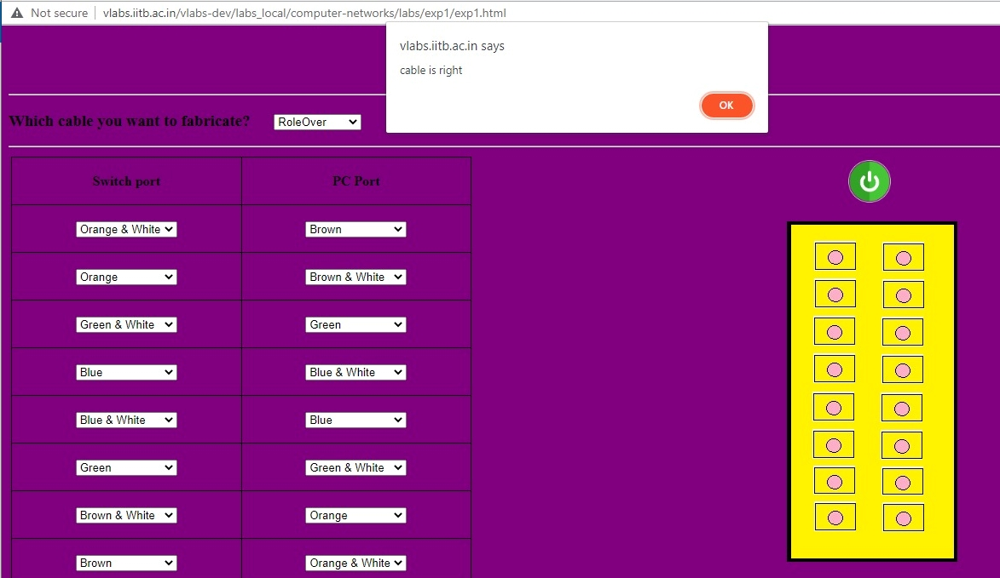 Not secure vlabs.iitb.ac.in/vlabs-dev/labs_local/computer-networks/labs/exp1/exp1.html
vlabs.iitb.ac.in says
cable is right
OK
Which cable you want to fabricate? RoleOver
Switch port PC Port
Orange & White Brown
Orange Brown & White
Green & White Green
Blue Blue & White
Blue & White Blue
Green Green & White
Brown & White Orange
Brown Orange & White